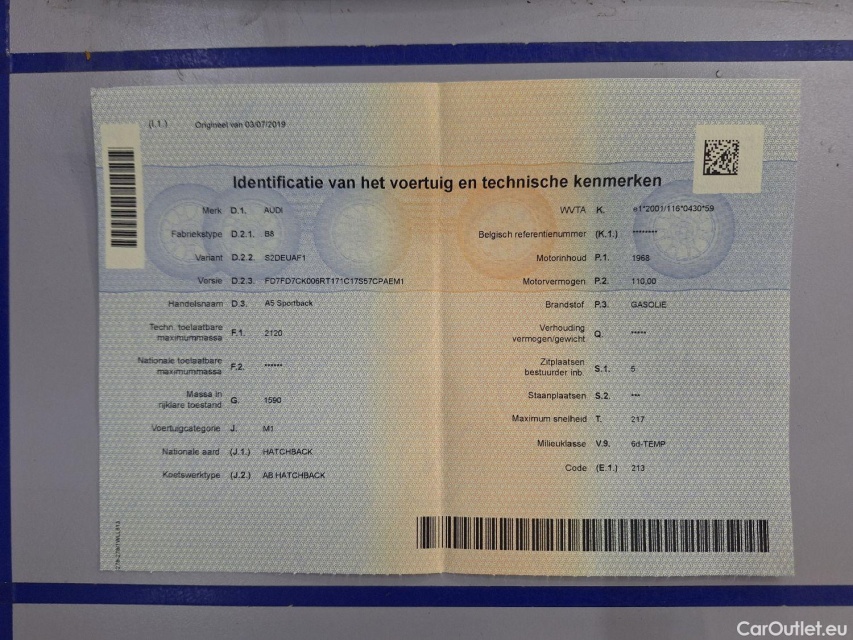 (I.1.) Origineel van 03/07/2019
Identificatie van het voertuig en technische kenmerken
Merk D.1. AUDI
Fabriekstype D.2.1. B8
Variant D.2.2. S2DEUAF1
Versie D.2.3. FD7FD7CK006RT171C17S57CPAEM1
Handelsnaam D.3. A5 Sportback
Techn. toelaatbare
maximummassa F.1. 2120
Nationale toelaatbare
maximummassa F.2. ******
Massa in
rijklare toestand G. 1590
Voertuigcategorie J. M1
Nationale aard (J.1.) HATCHBACK
Koetswerktype (J.2.) AB HATCHBACK
WVTA K. e1*2001/116*0430*59
Belgisch referentienummer (K.1.) ********
Motorinhoud P.1. 1968
Motorvermogen P.2. 110,00
Brandstof P.3. GASOLIE
Verhouding
vermogen/gewicht Q. *****
Zitplaatsen
bestuurder inb. S.1. 5
Staanplaatsen S.2. ***
Maximum snelheid T. 217
Milieuklasse V.9. 6d-TEMP
Code (E.1.) 213
CarOutlet.eu